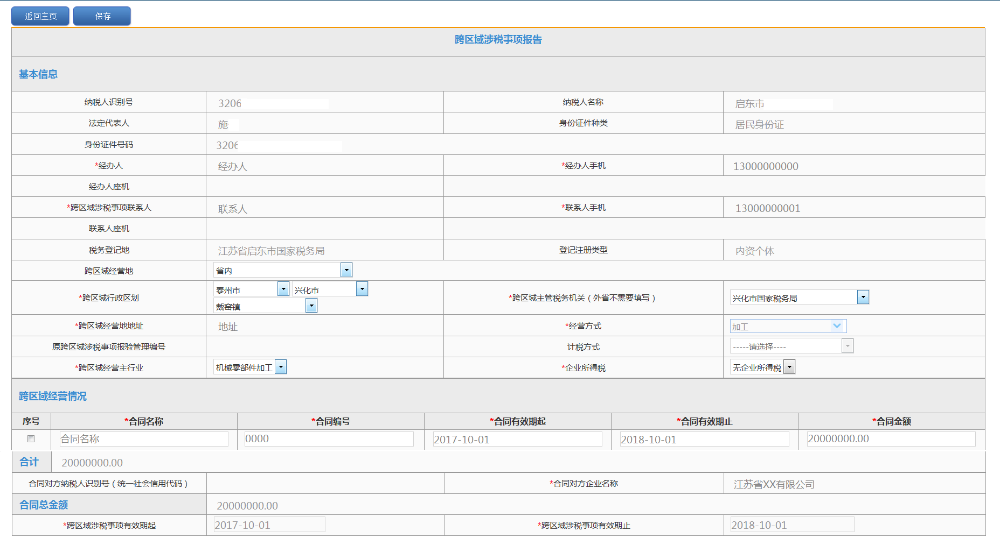 返回主页 保存
跨区域涉税事项报告
基本信息
纳税人识别号 3206 纳税人名称 启东市
法定代表人 施 身份证件种类 居民身份证
身份证件号码 3206
*经办人 经办人 *经办人手机 13000000000
经办人座机
*跨区域涉税事项联系人 联系人 *联系人手机 13000000001
联系人座机
税务登记地 江苏省启东市国家税务局 登记注册类型 内资个体
跨区域经营地 省内
*跨区域行政区划 泰州市 兴化市 *跨区域主管税务机关（外省不需要填写） 兴化市国家税务局
戴窑镇
*跨区域经营地地址 地址 *经营方式 加工
原跨区域涉税事项报验管理编号 计税方式 -----请选择----
*跨区域经营主行业 机械零部件加工 *企业所得税 无企业所得税
跨区域经营情况
序号 *合同名称 *合同编号 *合同有效期起 *合同有效期止 *合同金额
合同名称 0000 2017-10-01 2018-10-01 20000000.00
合计 20000000.00
合同对方纳税人识别号（统一社会信用代码） *合同对方企业名称 江苏省XX有限公司
合同总金额 20000000.00
*跨区域涉税事项有效期起 2017-10-01 *跨区域涉税事项有效期止 2018-10-01